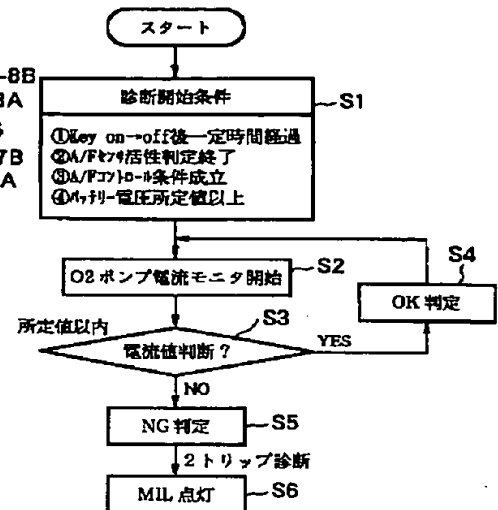 スタート
-8B
診断開始条件
S1
①Key on→off後一定時間経過
②A/Fセンサ活性判定終了
7B
③A/Fコントロール条件成立
A
④バッテリー電圧所定値以上
S2
O2ポンプ電流モニタ開始
S4
OK 判定
所定値以内
S3
電流値判断？
YES
NO
NG 判定
S5
2トリップ診断
MIL 点灯
S6